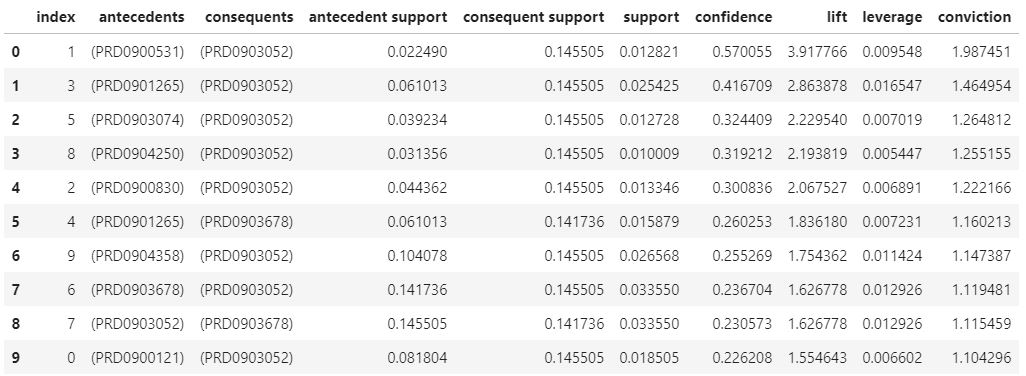 index antecedents consequents antecedent support consequent support support confidence lift leverage conviction
0 1 (PRD0900531) (PRD0903052) 0.022490 0.145505 0.012821 0.570055 3.917766 0.009548 1.987451
1 3 (PRD0901265) (PRD0903052) 0.061013 0.145505 0.025425 0.416709 2.863878 0.016547 1.464954
2 5 (PRD0903074) (PRD0903052) 0.039234 0.145505 0.012728 0.324409 2.229540 0.007019 1.264812
3 8 (PRD0904250) (PRD0903052) 0.031356 0.145505 0.010009 0.319212 2.193819 0.005447 1.255155
4 2 (PRD0900830) (PRD0903052) 0.044362 0.145505 0.013346 0.300836 2.067527 0.006891 1.222166
5 4 (PRD0901265) (PRD0903678) 0.061013 0.141736 0.015879 0.260253 1.836180 0.007231 1.160213
6 9 (PRD0904358) (PRD0903052) 0.104078 0.145505 0.026568 0.255269 1.754362 0.011424 1.147387
7 6 (PRD0903678) (PRD0903052) 0.141736 0.145505 0.033550 0.236704 1.626778 0.012926 1.119481
8 7 (PRD0903052) (PRD0903678) 0.145505 0.141736 0.033550 0.230573 1.626778 0.012926 1.115459
9 0 (PRD0900121) (PRD0903052) 0.081804 0.145505 0.018505 0.226208 1.554643 0.006602 1.104296